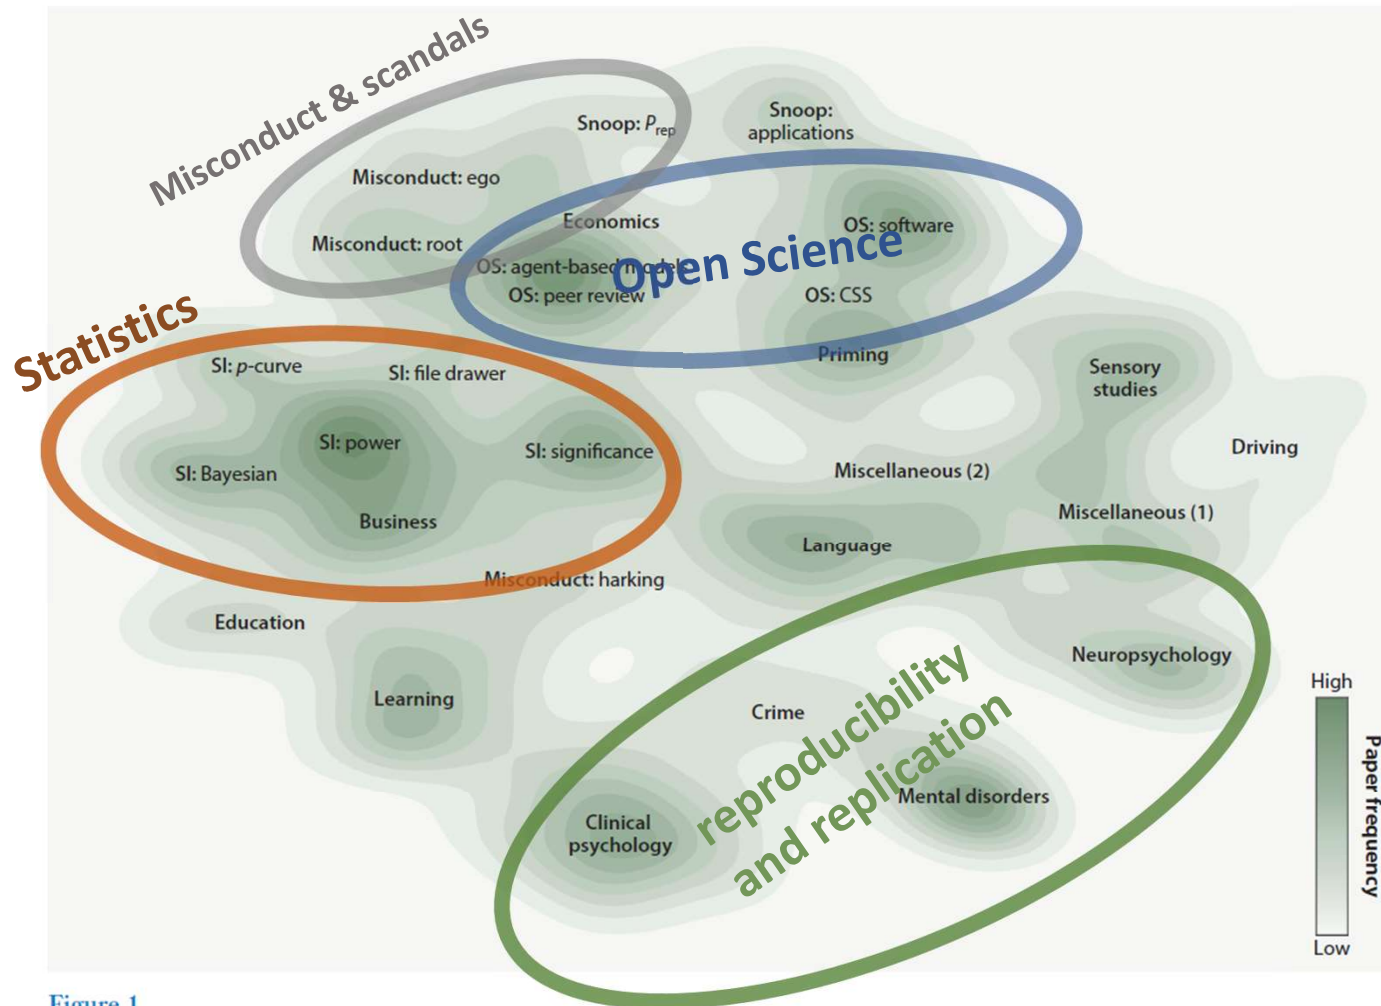 Misconduct & scandals
Snoop: Prep
Snoop:
applications
Misconduct: ego
Economics
OS: software
Misconduct: root
OS: agent-based models
Open Science
OS: peer review
OS: CSS
Statistics
Priming
SI: p-curve
SI: file drawer
Sensory
studies
SI: power
SI: significance
Driving
SI: Bayesian
Miscellaneous (2)
Business
Miscellaneous (1)
Language
Misconduct: harking
Education
Neuropsychology
Learning
Crime
reproducibility
and replication
Mental disorders
Clinical
psychology
High
Paper frequency
Low
Figure 1